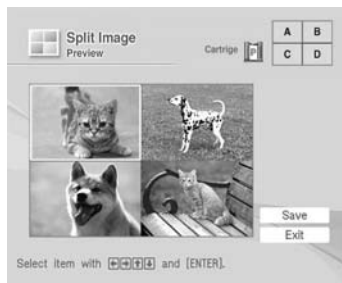 Split Image
Preview
Cartrige P
A B
C D
Save
Exit
Select item with ←→↑↓ and [ENTER].